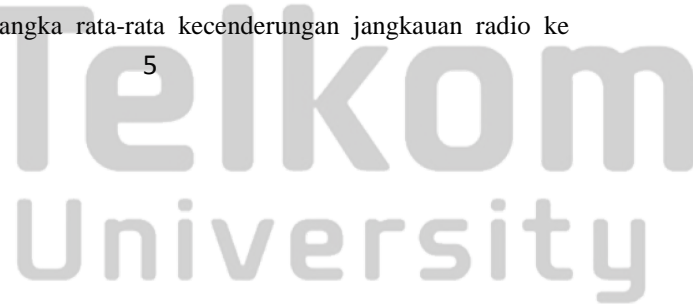 angka rata-rata kecenderungan jangkauan radio ke
5
Telkom
University